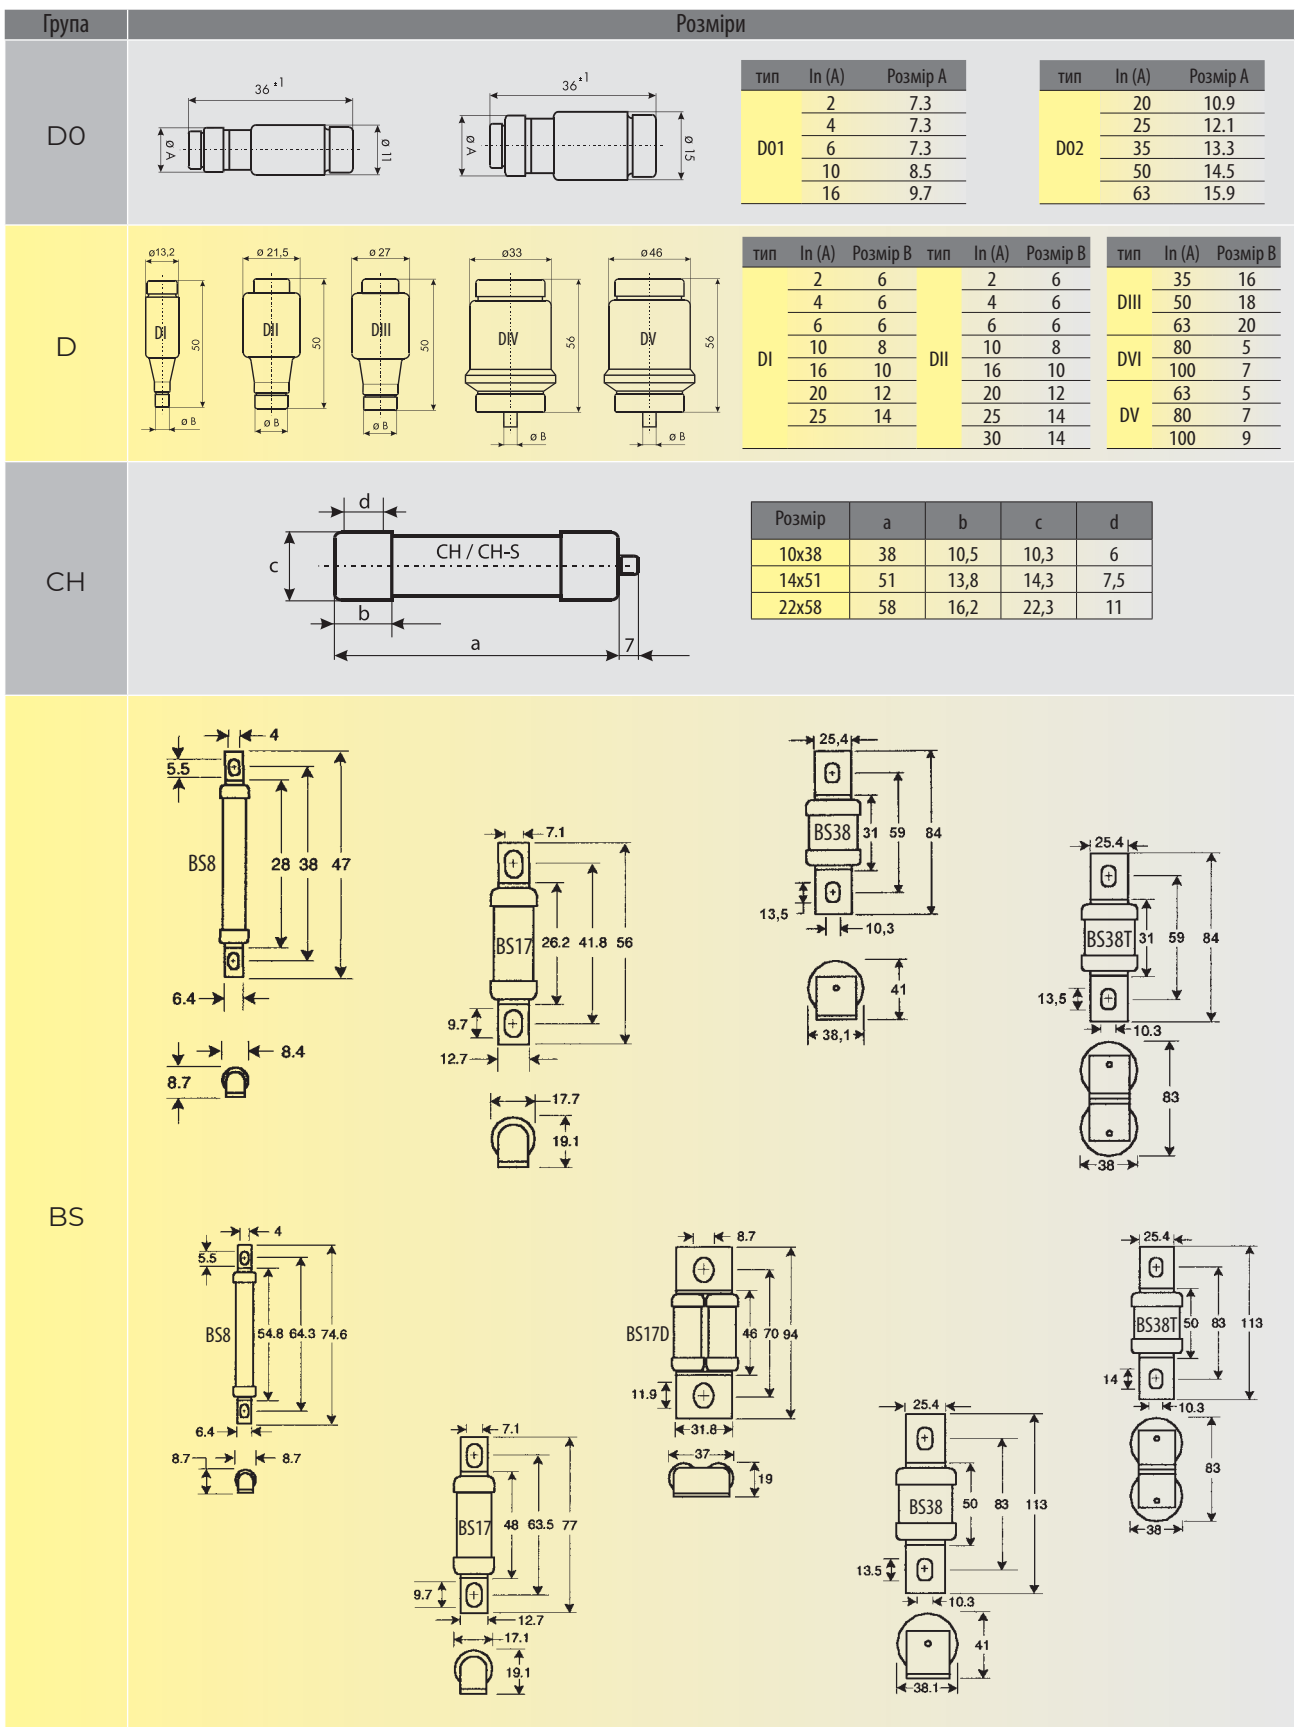 Група Розміри
D0
36 ±1
ø A
ø 11
36 ±1
ø A
ø 15
тип In (A) Розмір A
D01
2 7.3
4 7.3
6 7.3
10 8.5
16 9.7
тип In (A) Розмір A
D02
20 10.9
25 12.1
35 13.3
50 14.5
63 15.9
D
ø13,2
DI
50
ø B
ø 21,5
DII
50
ø B
ø 27
DIII
50
ø B
ø33
DIV
56
ø B
ø46
DV
56
ø B
тип In (A) Розмір B тип In (A) Розмір B
DI DII
2 6 2 6
4 6 4 6
6 6 6 6
10 8 10 8
16 10 16 10
20 12 20 12
25 14 25 14
30 14
тип In (A) Розмір B
DIII
35 16
50 18
63 20
DVI
80 5
100 7
DV
63 5
80 7
100 9
CH
d
CH / CH-S
c
b
a
7
Розмір a b c d
10x38 38 10,5 10,3 6
14x51 51 13,8 14,3 7,5
22x58 58 16,2 22,3 11
BS
4
5.5
BS8
28 38 47
6.4
8.4
8.7
7.1
BS17
26.2 41.8 56
9.7
12.7
17.7
19.1
25,4
BS38
31 59 84
13,5
10,3
41
38,1
25.4
BS38T
31 59 84
13,5
10.3
83
38
4
5.5
BS8
54.8 64.3 74.6
6.4
8.7 8.7
7.1
BS17
48 63.5 77
9.7
12.7
17.1
19.1
8.7
BS17D
46 70 94
11.9
31.8
37
19
25.4
BS38
50 83 113
13.5
10.3
41
38.1
25.4
BS38T
50 83 113
14
10.3
83
38